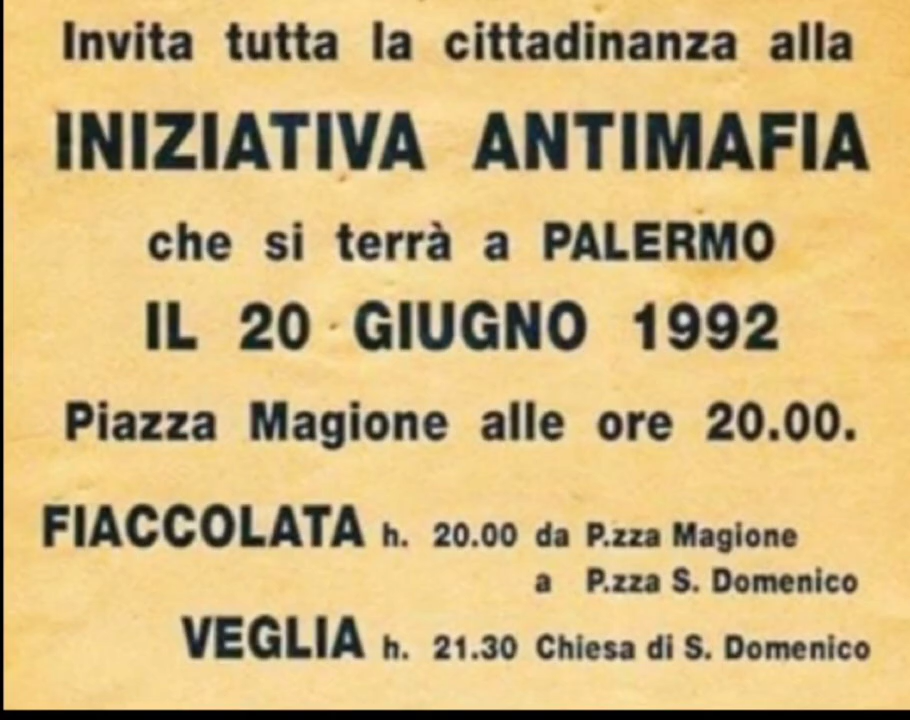 Invita tutta la cittadinanza alla
INIZIATIVA ANTIMAFIA
che si terrà a PALERMO
IL 20 GIUGNO 1992
Piazza Magione alle ore 20.00.
FIACCOLATA h. 20.00 da P.zza Magione
a P.zza S. Domenico
VEGLIA h. 21.30 Chiesa di S. Domenico